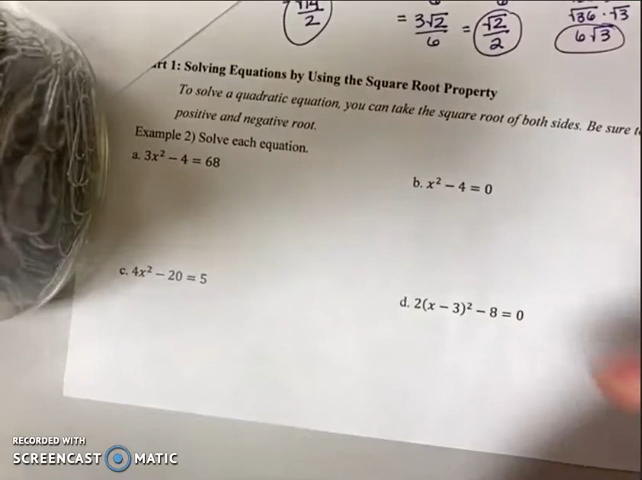 √14/2
= 3√2/6 = √2/2
√36 · √3
6√3
rt 1: Solving Equations by Using the Square Root Property
To solve a quadratic equation, you can take the square root of both sides. Be sure
positive and negative root.
Example 2) Solve each equation.
a. 3x² − 4 = 68
b. x² − 4 = 0
c. 4x² − 20 = 5
d. 2(x − 3)² − 8 = 0
RECORDED WITH
SCREENCAST MATIC